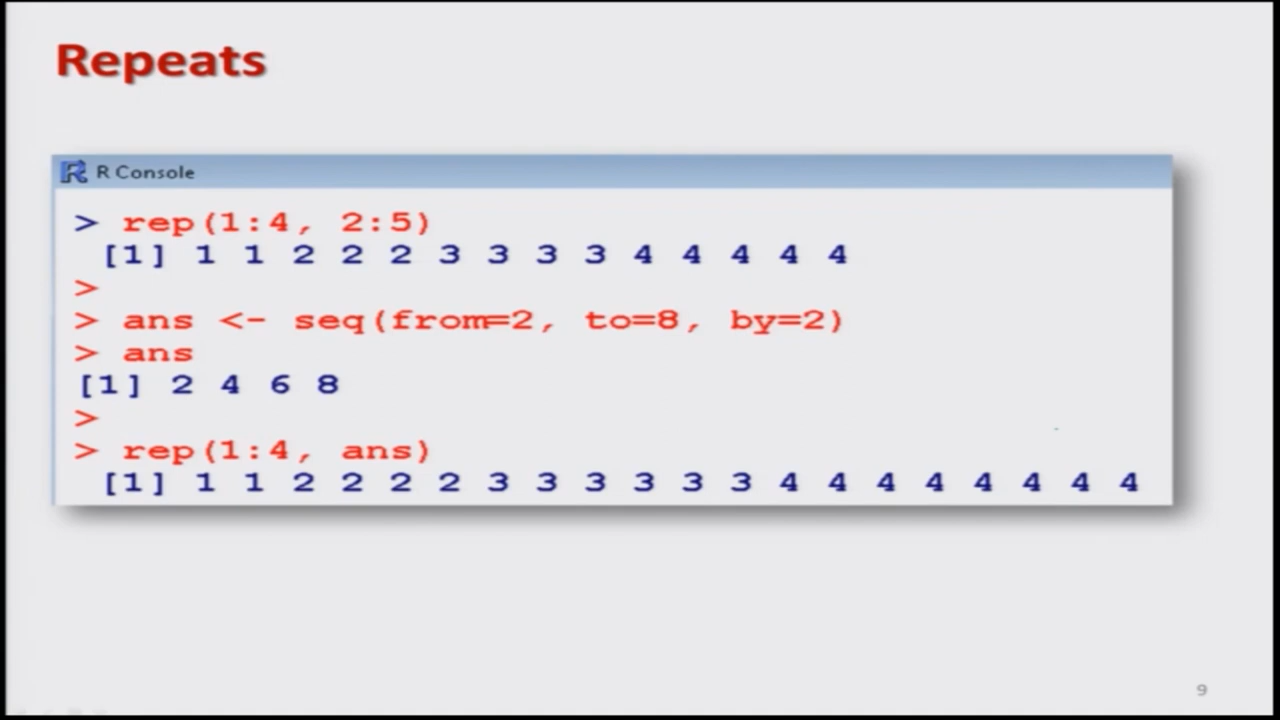 Repeats
R Console
> rep(1:4, 2:5)
[1] 1 1 2 2 2 3 3 3 3 4 4 4 4 4
>
> ans <- seq(from=2, to=8, by=2)
> ans
[1] 2 4 6 8
>
> rep(1:4, ans)
[1] 1 1 2 2 2 2 3 3 3 3 3 3 4 4 4 4 4 4 4 4
9